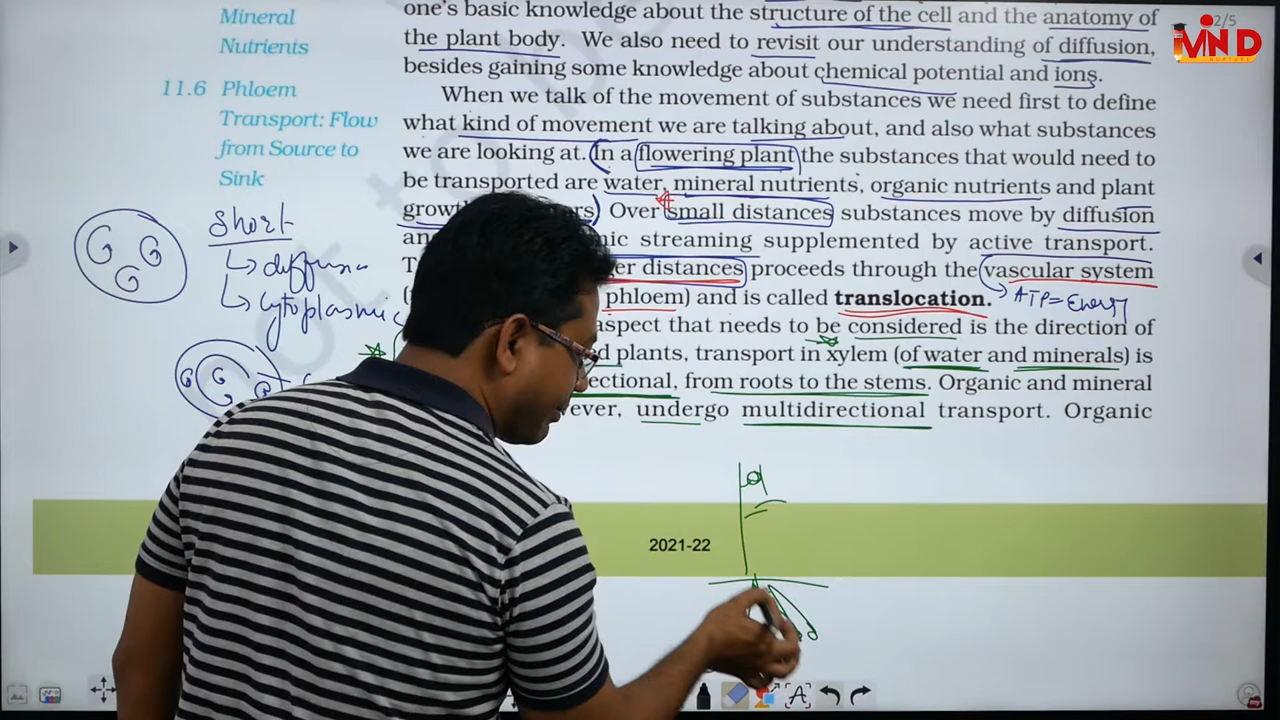 Mineral
Nutrients
11.6 Phloem
Transport: Flow
from Source to
Sink
one's basic knowledge about the structure of the cell and the anatomy of
the plant body. We also need to revisit our understanding of diffusion,
besides gaining some knowledge about chemical potential and ions.
When we talk of the movement of substances we need first to define
what kind of movement we are talking about, and also what substances
we are looking at. In a flowering plant the substances that would need to
be transported are water, mineral nutrients, organic nutrients and plant
growth Over small distances substances move by diffusion
streaming supplemented by active transport.
distances proceeds through the vascular system
phloem) and is called translocation.
ATP = Energy
aspect that needs to be considered is the direction of
plants, transport in xylem (of water and minerals) is
from roots to the stems. Organic and mineral
undergo multidirectional transport. Organic
Short
diffusion
cytoplasmic
2021-22
2/5
MIND